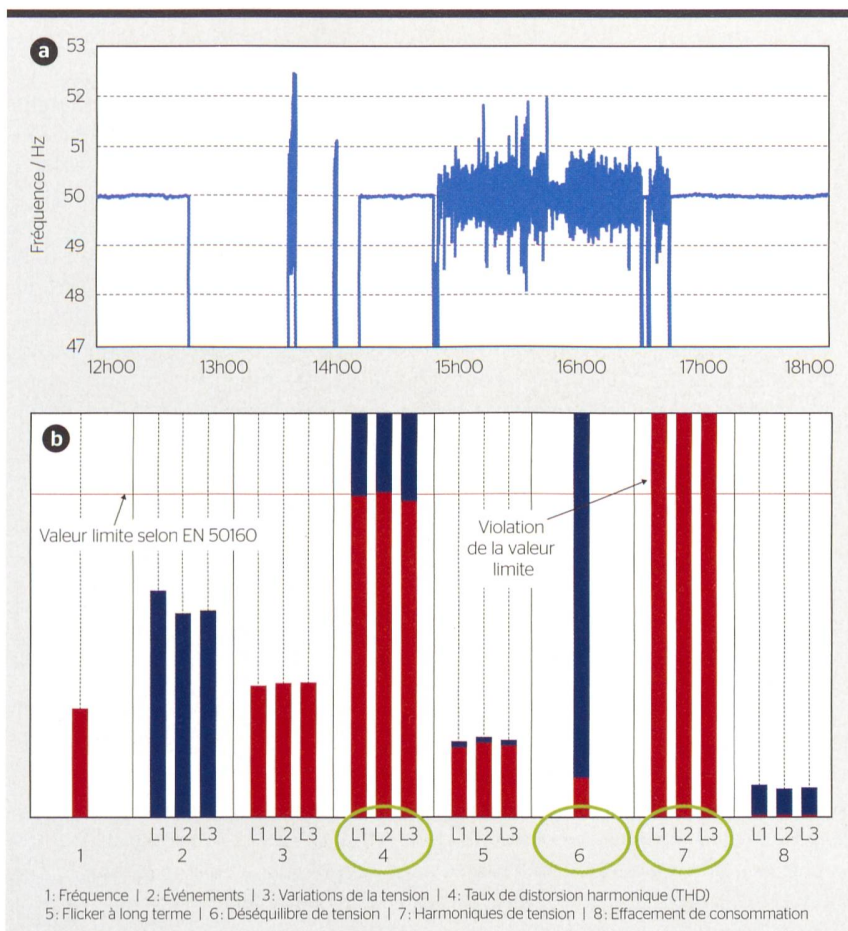 a
53
52
51
50
49
48
47
Fréquence / Hz
12h00 13h00 14h00 15h00 16h00 17h00 18h00
b
Valeur limite selon EN 50160
Violation
de la valeur
limite
L1 L2 L3 L1 L2 L3 L1 L2 L3 L1 L2 L3 L1 L2 L3 L1 L2 L3
1 2 3 4 5 6 7 8
1: Fréquence | 2: Événements | 3: Variations de la tension | 4: Taux de distorsion harmonique (THD)
5: Flicker à long terme | 6: Déséquilibre de tension | 7: Harmoniques de tension | 8: Effacement de consommation